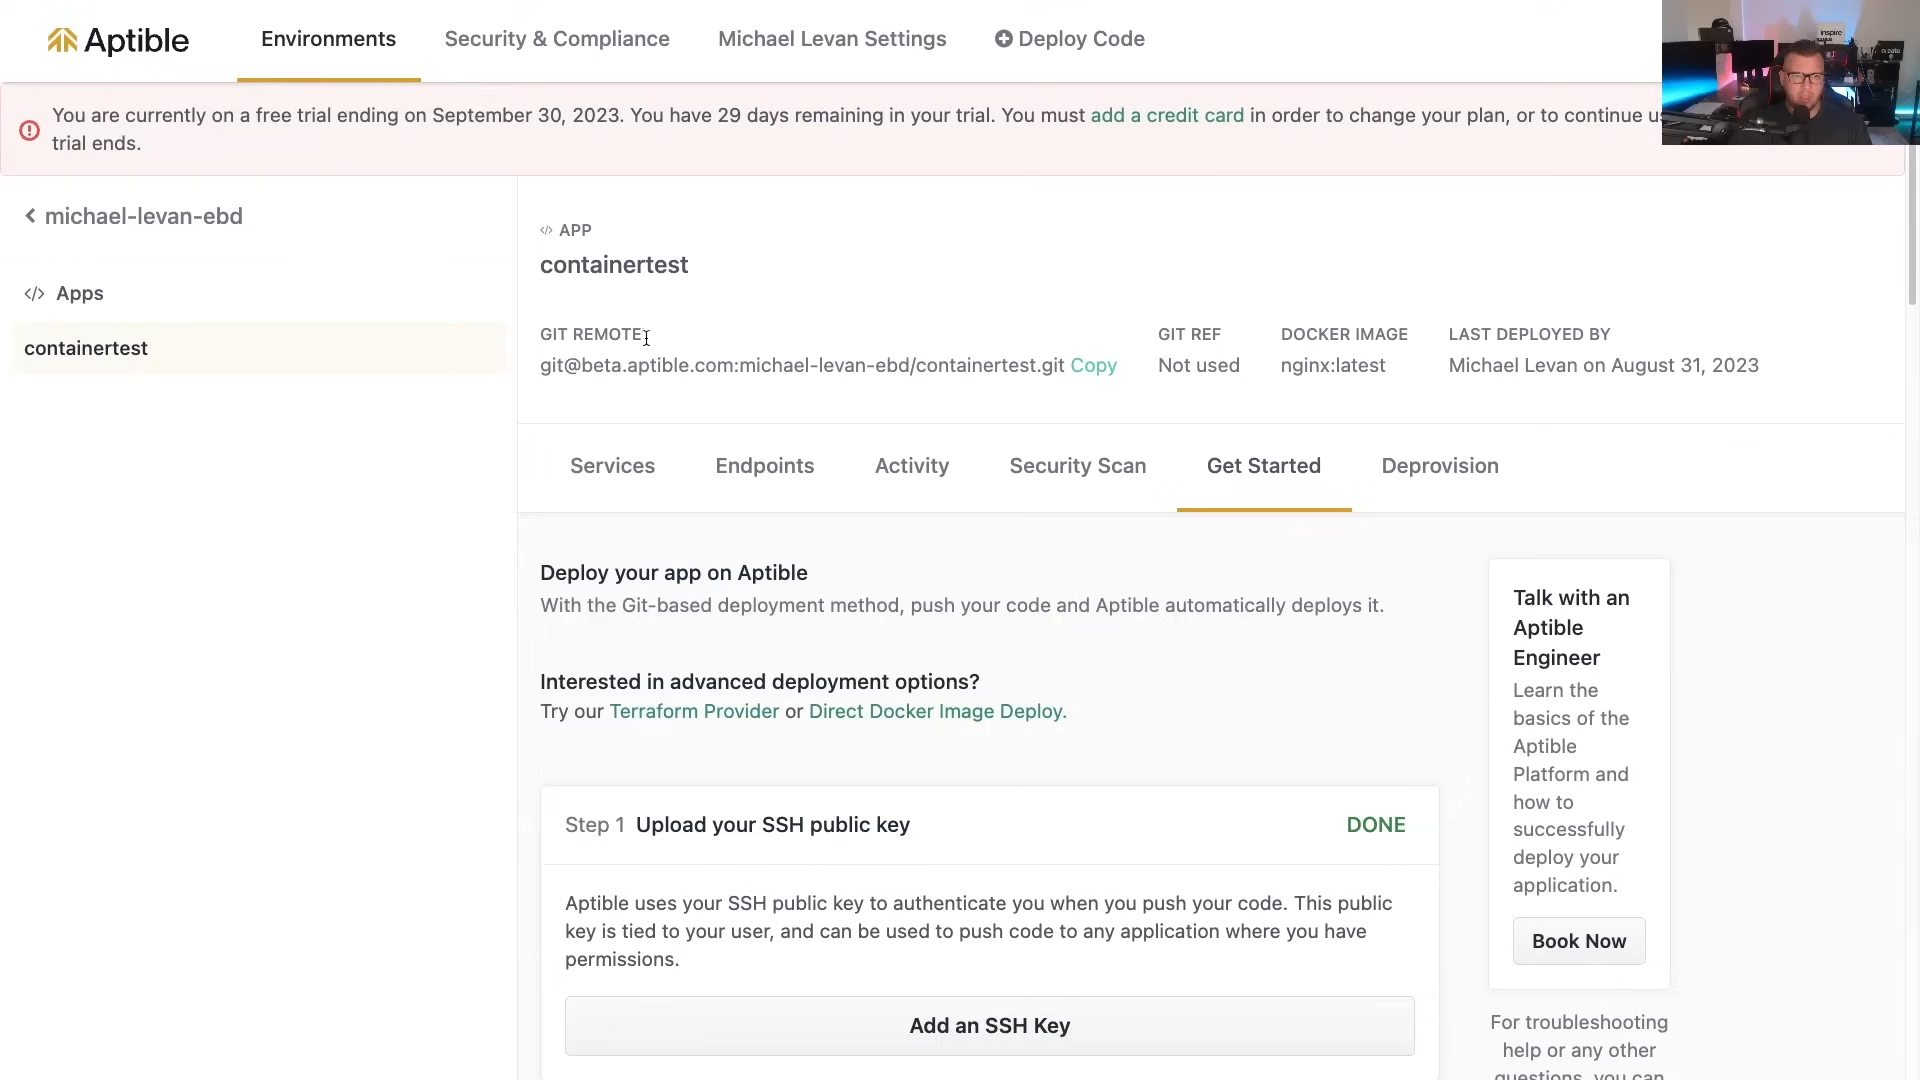 Aptible
Environments
Security & Compliance
Michael Levan Settings
Deploy Code
inspire
create
You are currently on a free trial ending on September 30, 2023. You have 29 days remaining in your trial. You must add a credit card in order to change your plan, or to continue
trial ends.
michael-levan-ebd
Apps
containertest
APP
containertest
GIT REMOTE
git@beta.aptible.com:michael-levan-ebd/containertest.git Copy
GIT REF
Not used
DOCKER IMAGE
nginx:latest
LAST DEPLOYED BY
Michael Levan on August 31, 2023
Services
Endpoints
Activity
Security Scan
Get Started
Deprovision
Deploy your app on Aptible
With the Git-based deployment method, push your code and Aptible automatically deploys it.
Interested in advanced deployment options?
Try our Terraform Provider or Direct Docker Image Deploy.
Step 1 Upload your SSH public key
DONE
Aptible uses your SSH public key to authenticate you when you push your code. This public
key is tied to your user, and can be used to push code to any application where you have
permissions.
Add an SSH Key
Talk with an
Aptible
Engineer
Learn the
basics of the
Aptible
Platform and
how to
successfully
deploy your
application.
Book Now
For troubleshooting
help or any other
questions, you can